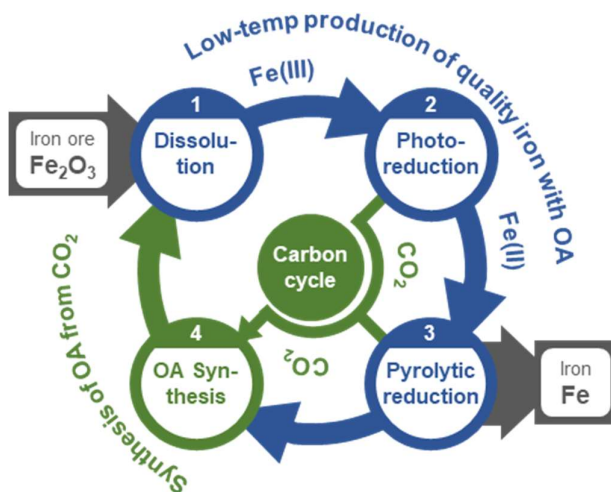 Low-temp production of quality iron with OA
Fe(III)
1
Dissolu-
tion
2
Photo-
reduction
Iron ore
Fe₂O₃
Fe(II)
CO₂
Carbon
cycle
Synthesis of OA from CO₂
4
OA Syn-
thesis
CO₂
3
Pyrolytic
reduction
Iron
Fe